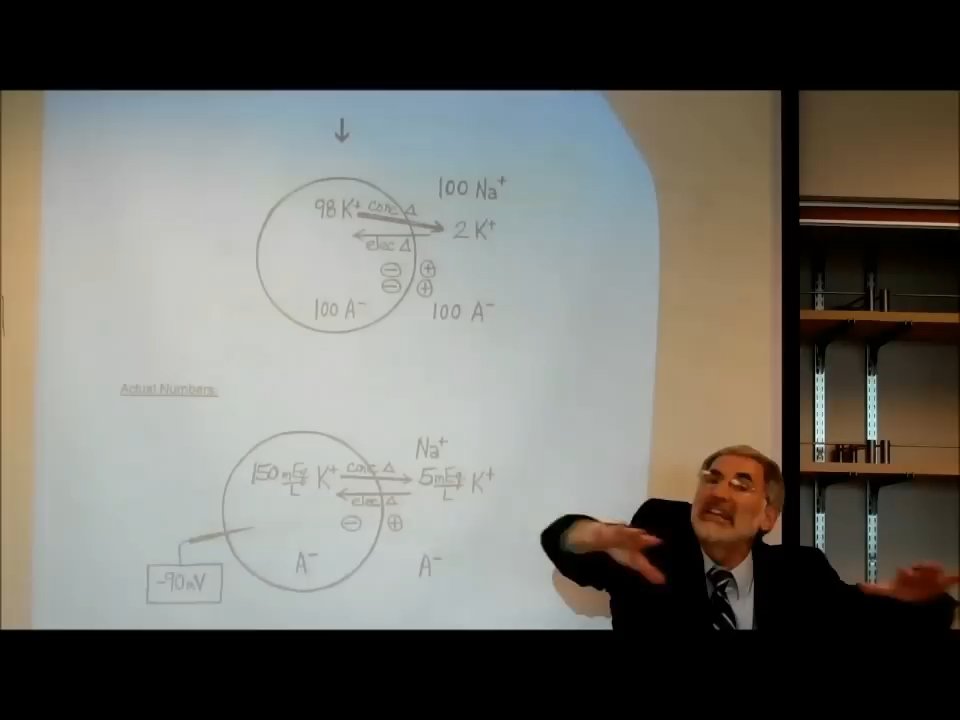 ↓
100 Na⁺
98 K⁺ conc Δ
2 K⁺
elec Δ
⊖ ⊕
⊖ ⊕
100 A⁻ 100 A⁻
Actual Numbers:
Na⁺
150 mEq/L K⁺ conc Δ 5 mEq/L K⁺
elec Δ
⊖ ⊕
A⁻ A⁻
-90mV